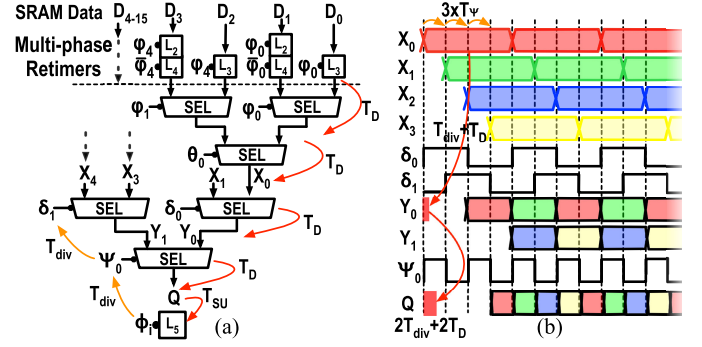 SRAM Data D4-15 D3 D2 D1 D0
Multi-phase
Retimers
φ4 L2
φ̄4 L4
φ4 L3
φ0 L2
φ̄0 L4
φ0 L3
φ1 SEL
φ0 SEL
TD
θ0 SEL
TD
X4 X3 X1 X0
δ1 SEL
δ0 SEL
TD
Y1 Y0
Tdiv
Ψ0 SEL
TD
Tdiv
Q TSU
ϕi L5
(a)
3xTΨ
X0
X1
X2
X3
Tdiv+TD
δ0
δ1
Y0
Y1
Ψ0
Q
2Tdiv+2TD
(b)